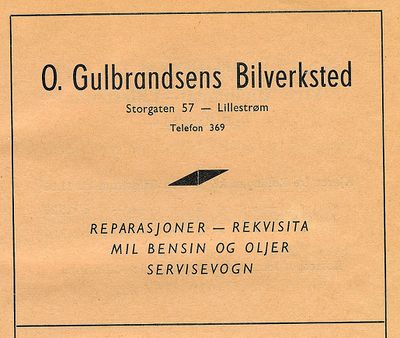 O. Gulbrandsens Bilverksted
Storgaten 57 — Lillestrøm
Telefon 369
REPARASJONER — REKVISITA
MIL BENSIN OG OLJER
SERVISEVOGN